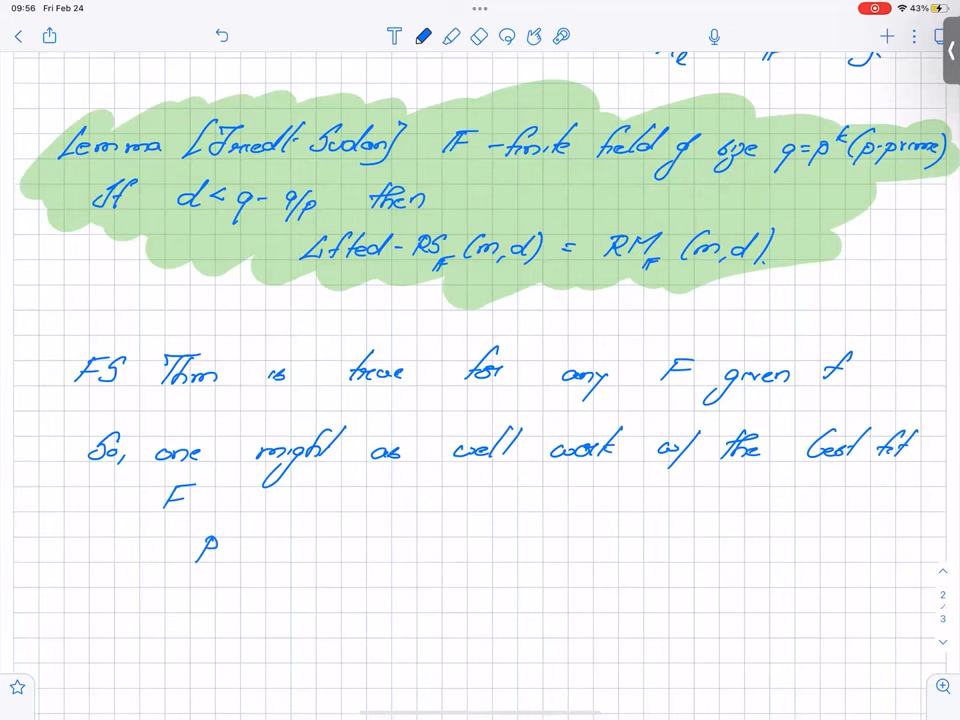 09:56 Fri Feb 24
43%
Lemma [Friedl-Sudan] 𝔽 -finite field of size q=p^k (p-prime)
If d < q - q/p then
Lifted-RS_𝔽 (m,d) = RM_𝔽 (m,d).
FS Thm is true for any F given f
So, one might as well work w/ the best fit
F
p
2
/
3